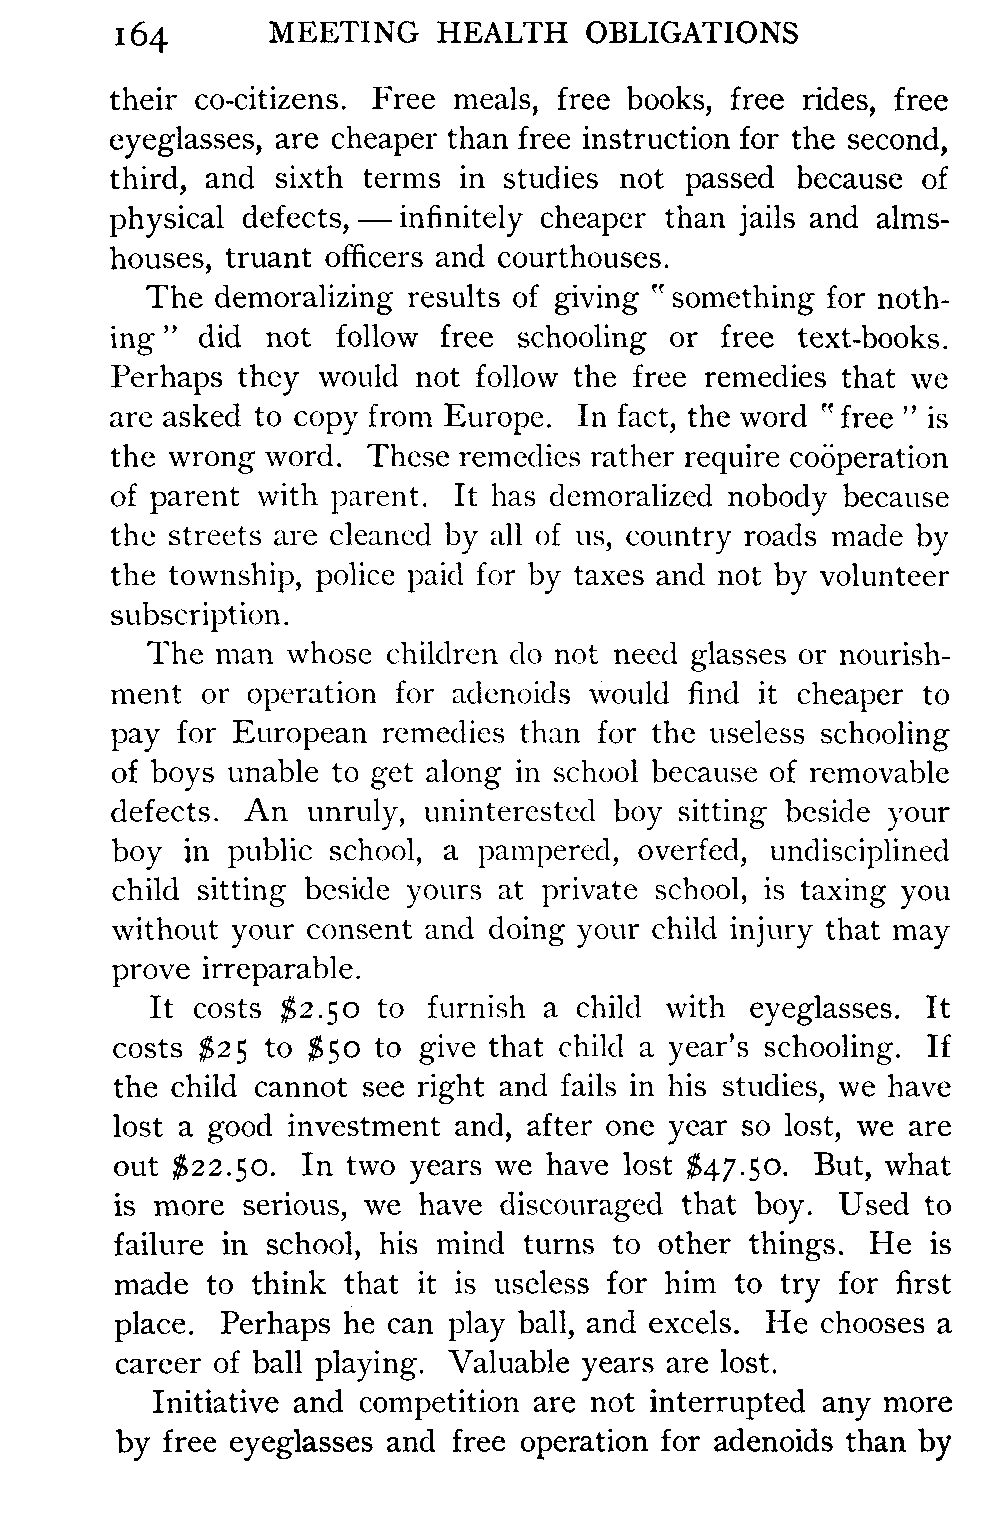 164 MEETING HEALTH OBLIGATIONS
their co-citizens. Free meals, free books, free rides, free
eyeglasses, are cheaper than free instruction for the second,
third, and sixth terms in studies not passed because of
physical defects, — infinitely cheaper than jails and alms-
houses, truant officers and courthouses.
The demoralizing results of giving "something for noth-
ing" did not follow free schooling or free text-books.
Perhaps they would not follow the free remedies that we
are asked to copy from Europe. In fact, the word "free" is
the wrong word. These remedies rather require coöperation
of parent with parent. It has demoralized nobody because
the streets are cleaned by all of us, country roads made by
the township, police paid for by taxes and not by volunteer
subscription.
The man whose children do not need glasses or nourish-
ment or operation for adenoids would find it cheaper to
pay for European remedies than for the useless schooling
of boys unable to get along in school because of removable
defects. An unruly, uninterested boy sitting beside your
boy in public school, a pampered, overfed, undisciplined
child sitting beside yours at private school, is taxing you
without your consent and doing your child injury that may
prove irreparable.
It costs $2.50 to furnish a child with eyeglasses. It
costs $25 to $50 to give that child a year's schooling. If
the child cannot see right and fails in his studies, we have
lost a good investment and, after one year so lost, we are
out $22.50. In two years we have lost $47.50. But, what
is more serious, we have discouraged that boy. Used to
failure in school, his mind turns to other things. He is
made to think that it is useless for him to try for first
place. Perhaps he can play ball, and excels. He chooses a
career of ball playing. Valuable years are lost.
Initiative and competition are not interrupted any more
by free eyeglasses and free operation for adenoids than by